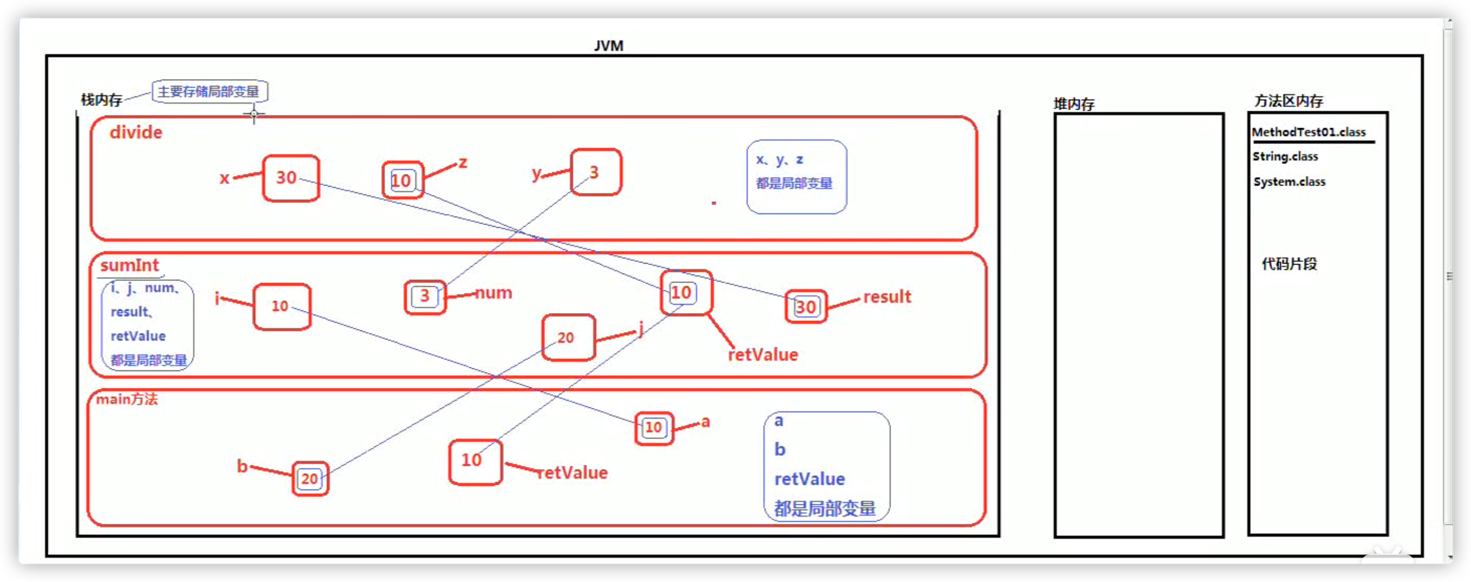 JVM
栈内存
主要存储局部变量
divide
x
30
10
z
y
3
x、y、z
都是局部变量
sumInt
i、j、num、
result、
retValue
都是局部变量
i
10
3
num
20
j
10
retValue
30
result
main方法
b
20
10
retValue
10
a
a
b
retValue
都是局部变量
堆内存
方法区内存
MethodTest01.class
String.class
System.class
代码片段